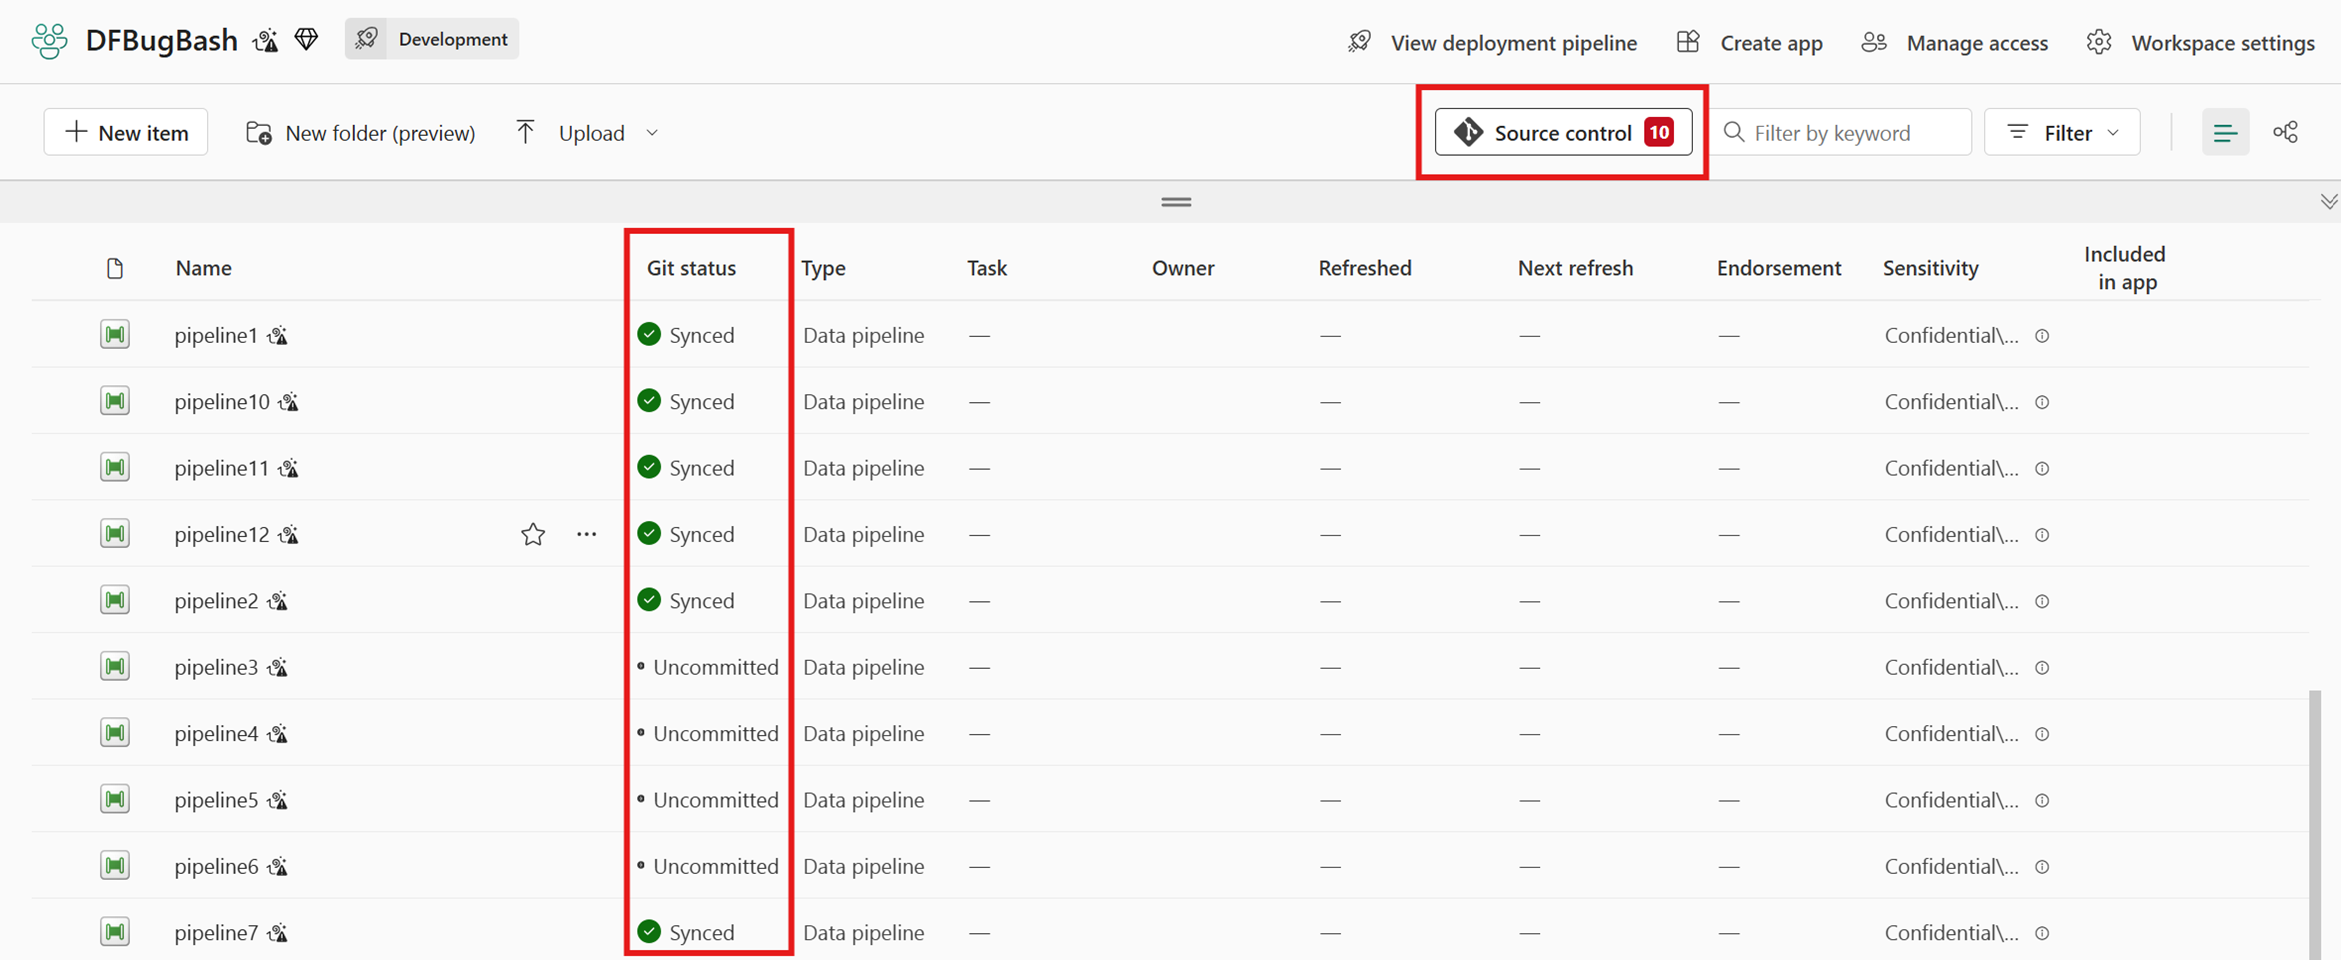 DFBugBash Development View deployment pipeline Create app Manage access Workspace settings
New item New folder (preview) Upload Source control 10 Filter by keyword Filter
Name Git status Type Task Owner Refreshed Next refresh Endorsement Sensitivity Included in app
pipeline1 Synced Data pipeline — — — — Confidential\...
pipeline10 Synced Data pipeline — — — — Confidential\...
pipeline11 Synced Data pipeline — — — — Confidential\...
pipeline12 Synced Data pipeline — — — — Confidential\...
pipeline2 Synced Data pipeline — — — — Confidential\...
pipeline3 Uncommitted Data pipeline — — — — Confidential\...
pipeline4 Uncommitted Data pipeline — — — — Confidential\...
pipeline5 Uncommitted Data pipeline — — — — Confidential\...
pipeline6 Uncommitted Data pipeline — — — — Confidential\...
pipeline7 Synced Data pipeline — — — — Confidential\...